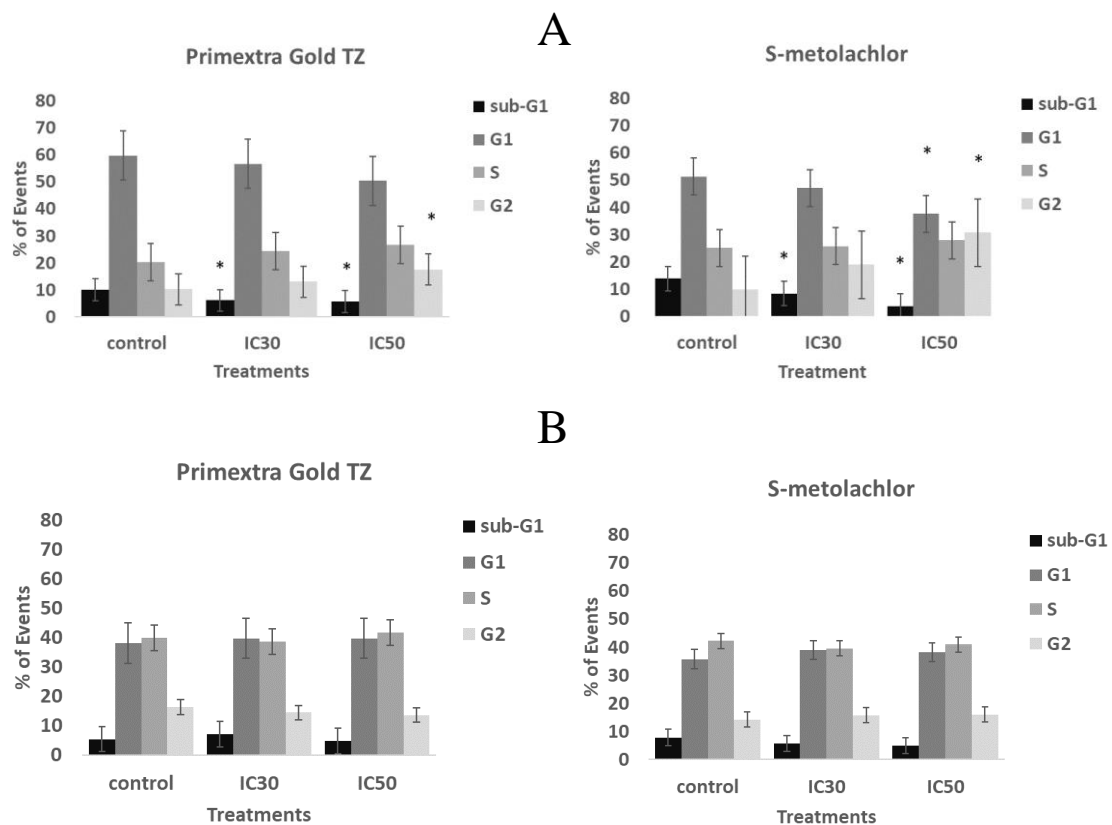 A
Primextra Gold TZ
80
70
60
50
40
30
20
10
0
% of Events
*
*
*
control
IC30
IC50
Treatments
sub-G1
G1
S
G2
S-metolachlor
80
70
60
50
40
30
20
10
0
% of Events
*
*
*
*
control
IC30
IC50
Treatment
sub-G1
G1
S
G2
B
Primextra Gold TZ
80
70
60
50
40
30
20
10
0
% of Events
control
IC30
IC50
Treatments
sub-G1
G1
S
G2
S-metolachlor
80
70
60
50
40
30
20
10
0
% of Events
control
IC30
IC50
Treatments
sub-G1
G1
S
G2